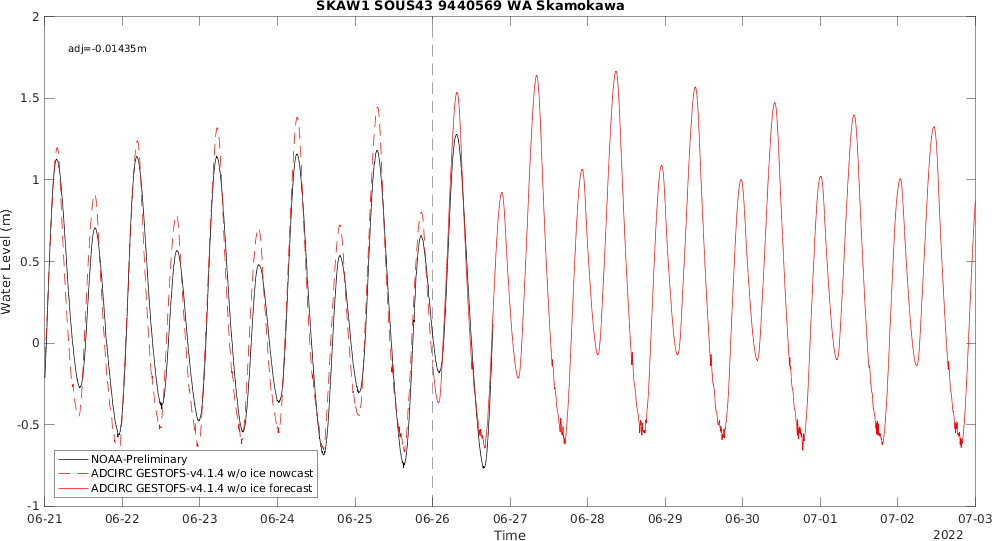 SKAW1 SOUS43 9440569 WA Skamokawa
adj=-0.01435m
Water Level (m)
2
1.5
1
0.5
0
-0.5
-1
NOAA-Preliminary
ADCIRC GESTOFS-v4.1.4 w/o ice nowcast
ADCIRC GESTOFS-v4.1.4 w/o ice forecast
06-21 06-22 06-23 06-24 06-25 06-26 06-27 06-28 06-29 06-30 07-01 07-02 07-03
Time
2022